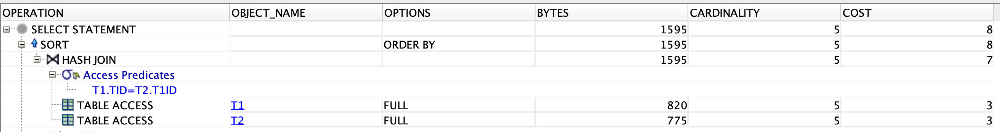 OPERATION OBJECT_NAME OPTIONS BYTES CARDINALITY COST
SELECT STATEMENT 1595 5 8
SORT ORDER BY 1595 5 8
HASH JOIN 1595 5 7
Access Predicates
T1.TID=T2.T1ID
TABLE ACCESS T1 FULL 820 5 3
TABLE ACCESS T2 FULL 775 5 3